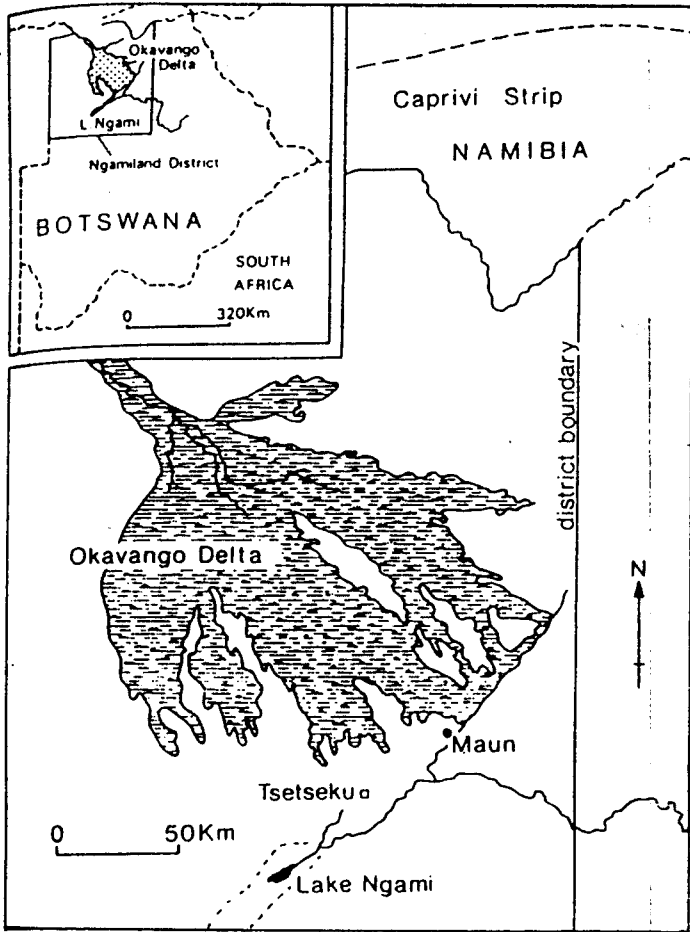 Okavango
Delta
L Ngami
Ngamiland District
BOTSWANA
SOUTH
AFRICA
0 320Km
Caprivi Strip
NAMIBIA
district boundary
Okavango Delta
N
Maun
Tsetsekua
0 50Km
Lake Ngami